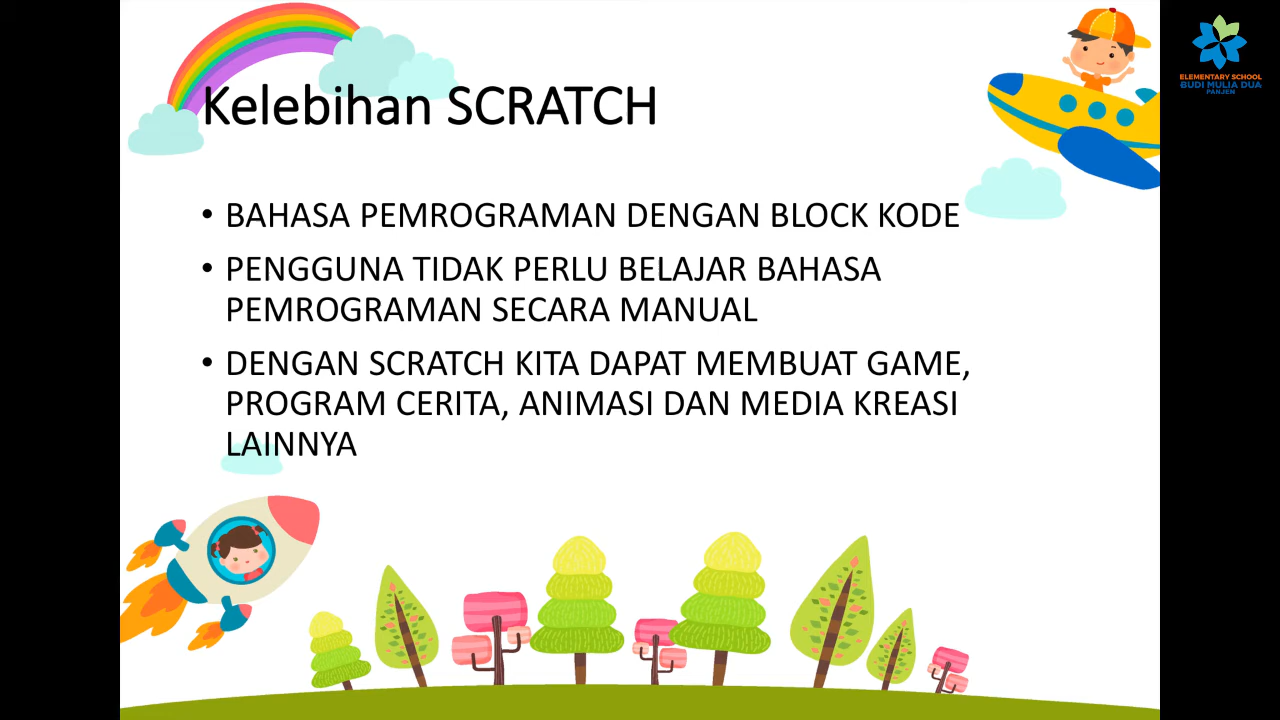 Kelebihan SCRATCH
• BAHASA PEMROGRAMAN DENGAN BLOCK KODE
• PENGGUNA TIDAK PERLU BELAJAR BAHASA
PEMROGRAMAN SECARA MANUAL
• DENGAN SCRATCH KITA DAPAT MEMBUAT GAME,
PROGRAM CERITA, ANIMASI DAN MEDIA KREASI
LAINNYA
ELEMENTARY SCHOOL
BUDI MULIA DUA
PANJEN